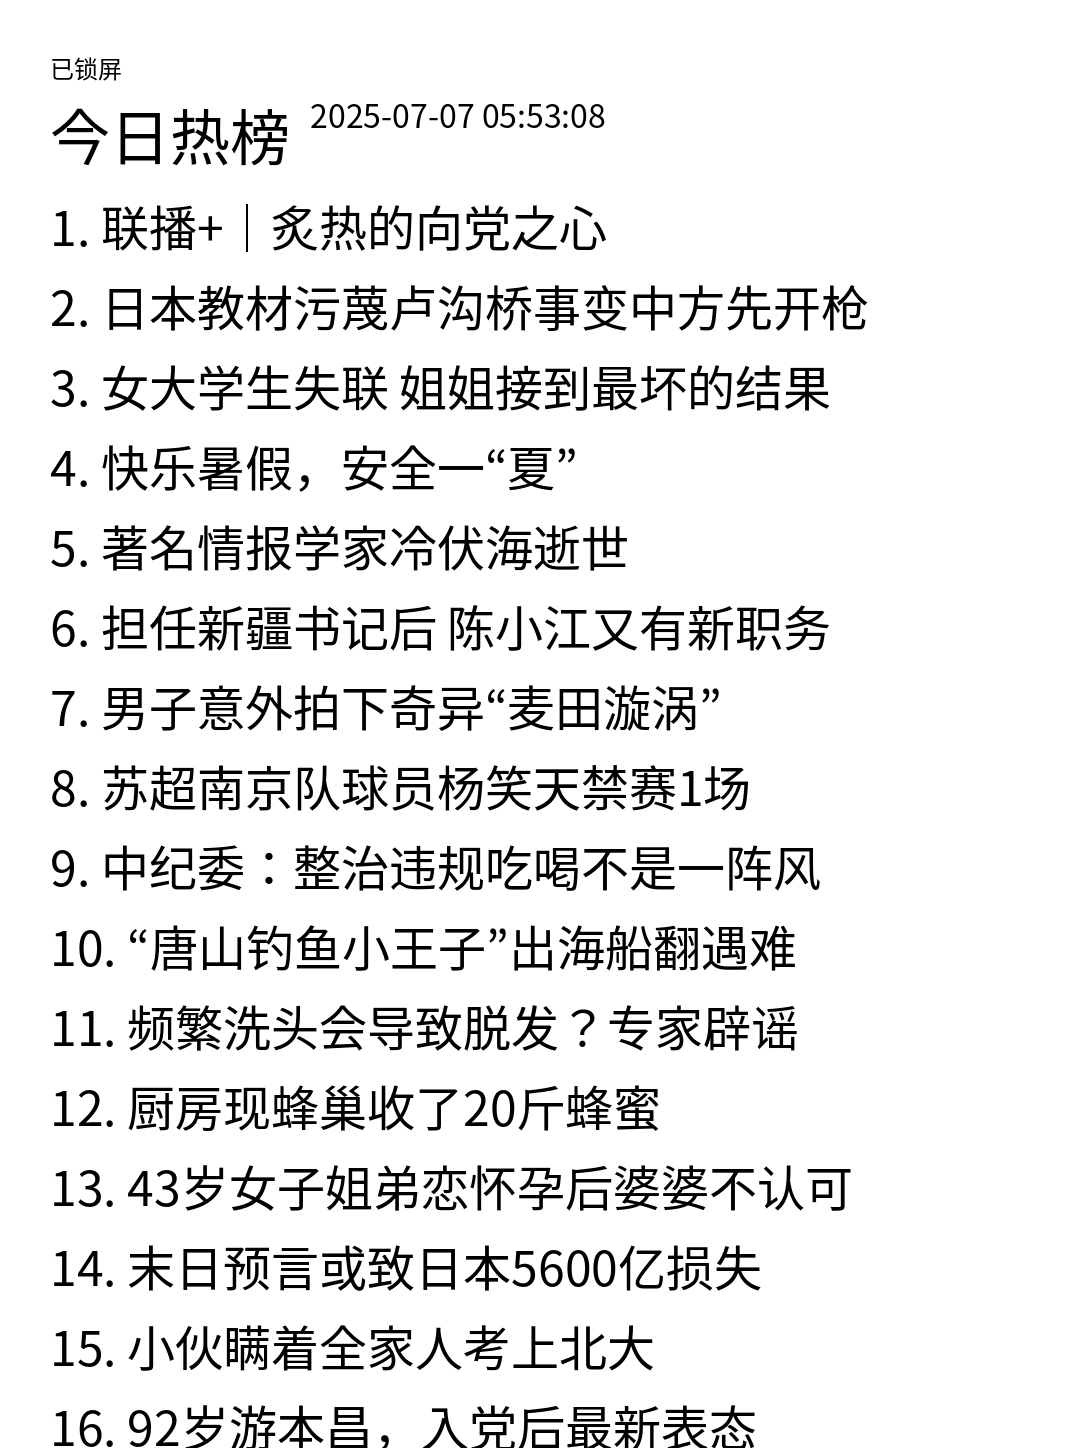 已锁屏
今日热榜 2025-07-07 05:53:08
1. 联播+｜炙热的向党之心
2. 日本教材污蔑卢沟桥事变中方先开枪
3. 女大学生失联 姐姐接到最坏的结果
4. 快乐暑假，安全一“夏”
5. 著名情报学家冷伏海逝世
6. 担任新疆书记后 陈小江又有新职务
7. 男子意外拍下奇异“麦田漩涡”
8. 苏超南京队球员杨笑天禁赛1场
9. 中纪委：整治违规吃喝不是一阵风
10. “唐山钓鱼小王子”出海船翻遇难
11. 频繁洗头会导致脱发？专家辟谣
12. 厨房现蜂巢收了20斤蜂蜜
13. 43岁女子姐弟恋怀孕后婆婆不认可
14. 末日预言或致日本5600亿损失
15. 小伙瞒着全家人考上北大
16. 92岁游本昌，入党后最新表态